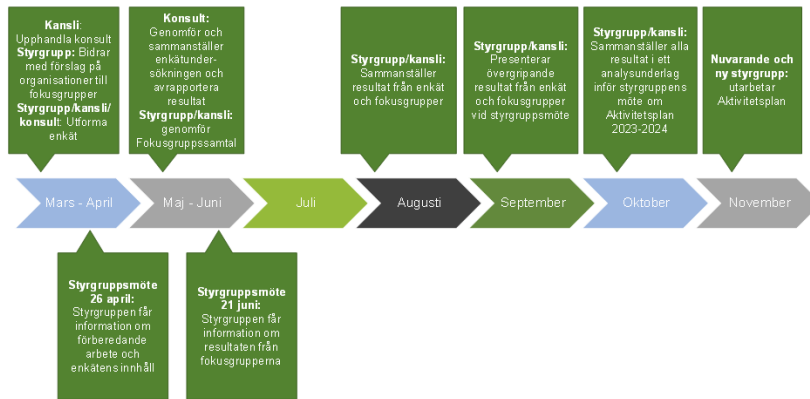 Kansli:
Upphandla konsult
Styrgrupp: Bidrar
med förslag på
organisationer till
fokusgrupper
Styrgrupp/kansli/
konsult: Utforma
enkät
Konsult:
Genomför och
sammanställer
enkätunder-
sökningen och
avrapportera
resultat
Styrgrupp/kansli:
genomför
Fokusgruppssamtal
Styrgrupp/kansli:
Sammanställer
resultat från enkät
och fokusgrupper
Styrgrupp/kansli:
Presenterar
övergripande
resultat från enkät
och fokusgrupper
vid styrgruppsmöte
Styrgrupp/kansli:
Sammanställer alla
resultat i ett
analysunderlag
inför styrgruppens
möte om
Aktivitetsplan
2023-2024
Nuvarande och
ny styrgrupp:
utarbetar
Aktivitetsplan
Mars - April
Maj - Juni
Juli
Augusti
September
Oktober
November
Styrgruppsmöte
26 april:
Styrgruppen får
information om
förberedande
arbete och
enkätens innhåll
Styrgruppsmöte
21 juni:
Styrgruppen får
information om
resultaten från
fokusgrupperna